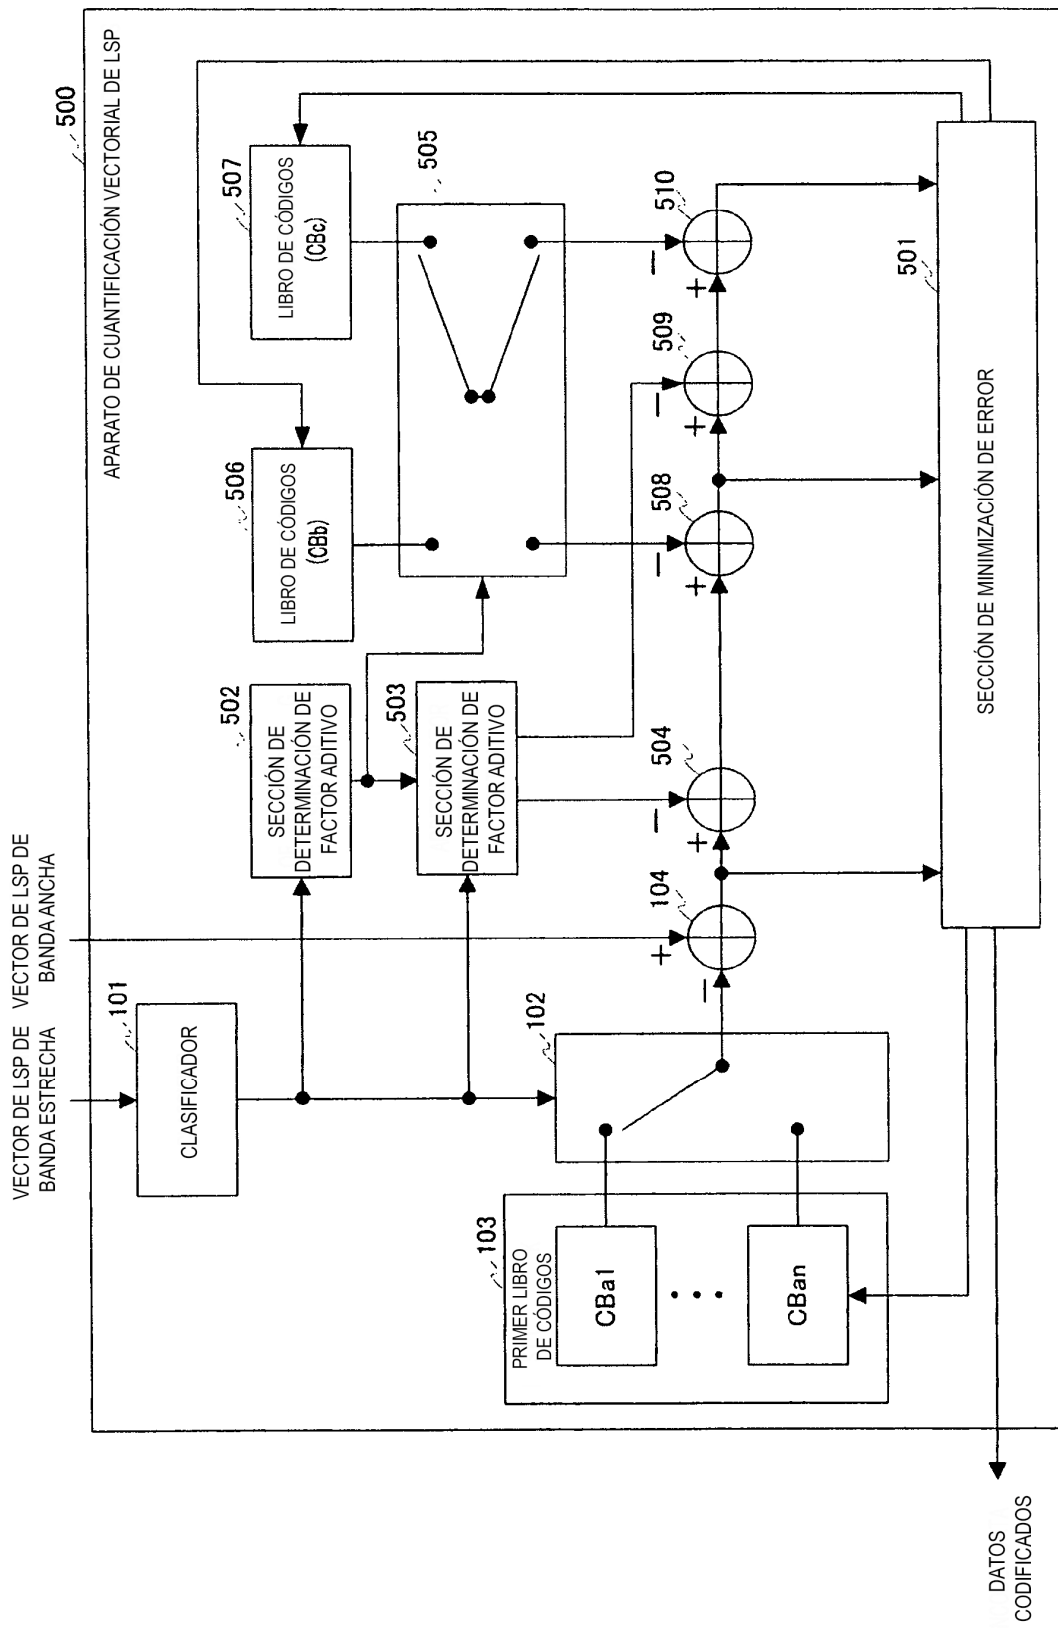 500
APARATO DE CUANTIFICACIÓN VECTORIAL DE LSP
VECTOR DE LSP DE
BANDA ESTRECHA
VECTOR DE LSP DE
BANDA ANCHA
101
CLASIFICADOR
502
SECCIÓN DE
DETERMINACIÓN DE
FACTOR ADITIVO
503
SECCIÓN DE
DETERMINACIÓN DE
FACTOR ADITIVO
506
LIBRO DE CÓDIGOS
(CBb)
507
LIBRO DE CÓDIGOS
(CBc)
505
103
PRIMER LIBRO
DE CÓDIGOS
CBa1
• • •
CBan
102
104
+
−
504
+
−
508
+
−
509
+
−
510
+
−
501
SECCIÓN DE MINIMIZACIÓN DE ERROR
DATOS
CODIFICADOS